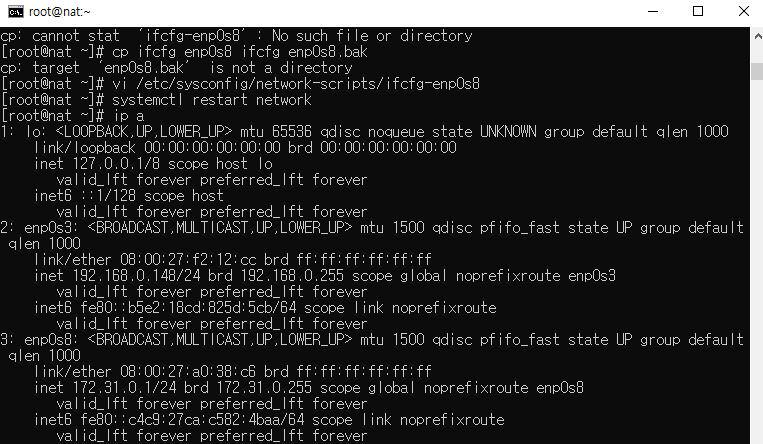 root@nat:~
cp: cannot stat 'ifcfg-enp0s8': No such file or directory
[root@nat ~]# cp ifcfg enp0s8 ifcfg enp0s8.bak
cp: target 'enp0s8.bak' is not a directory
[root@nat ~]# vi /etc/sysconfig/network-scripts/ifcfg-enp0s8
[root@nat ~]# systemctl restart network
[root@nat ~]# ip a
1: lo: <LOOPBACK,UP,LOWER_UP> mtu 65536 qdisc noqueue state UNKNOWN group default qlen 1000
link/loopback 00:00:00:00:00:00 brd 00:00:00:00:00:00
inet 127.0.0.1/8 scope host lo
valid_lft forever preferred_lft forever
inet6 ::1/128 scope host
valid_lft forever preferred_lft forever
2: enp0s3: <BROADCAST,MULTICAST,UP,LOWER_UP> mtu 1500 qdisc pfifo_fast state UP group default
qlen 1000
link/ether 08:00:27:f2:12:cc brd ff:ff:ff:ff:ff:ff
inet 192.168.0.148/24 brd 192.168.0.255 scope global noprefixroute enp0s3
valid_lft forever preferred_lft forever
inet6 fe80::b5e2:18cd:825d:5cb/64 scope link noprefixroute
valid_lft forever preferred_lft forever
3: enp0s8: <BROADCAST,MULTICAST,UP,LOWER_UP> mtu 1500 qdisc pfifo_fast state UP group default
qlen 1000
link/ether 08:00:27:a0:38:c6 brd ff:ff:ff:ff:ff:ff
inet 172.31.0.1/24 brd 172.31.0.255 scope global noprefixroute enp0s8
valid_lft forever preferred_lft forever
inet6 fe80::c4c9:27ca:c582:4baa/64 scope link noprefixroute
valid_lft forever preferred_lft forever